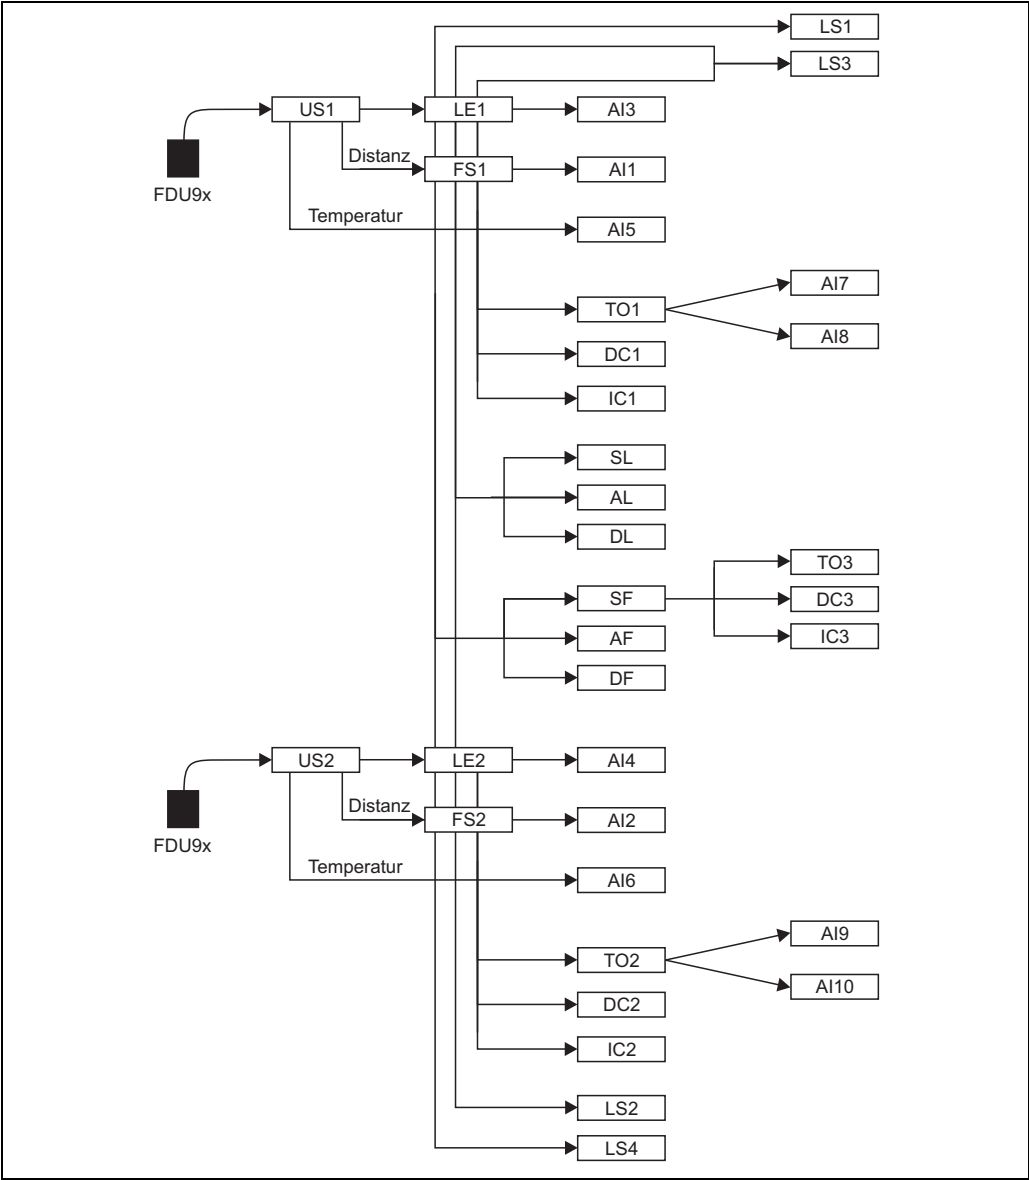 LS1
LS3
US1
LE1
AI3
Distanz
FS1
AI1
FDU9x
Temperatur
AI5
AI7
TO1
AI8
DC1
IC1
SL
AL
DL
TO3
SF
DC3
AF
IC3
DF
US2
LE2
AI4
Distanz
FS2
AI2
FDU9x
Temperatur
AI6
AI9
TO2
AI10
DC2
IC2
LS2
LS4